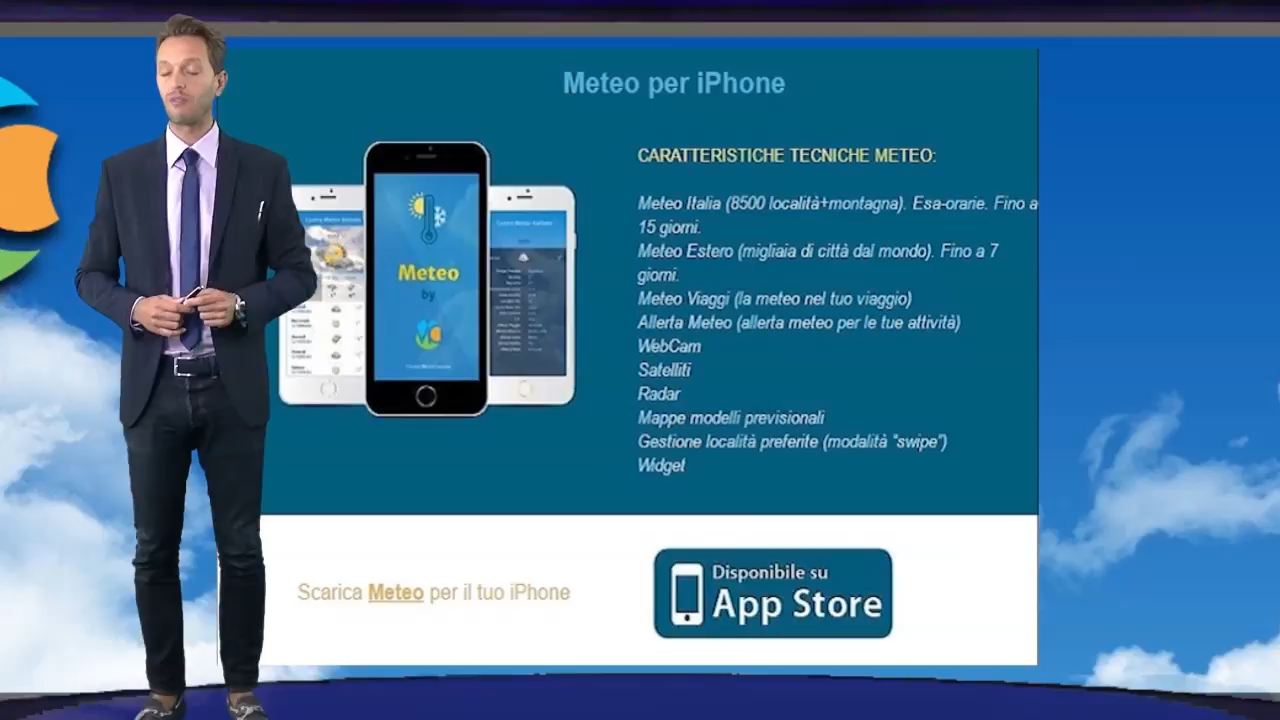 Meteo per iPhone
CARATTERISTICHE TECNICHE METEO:
Meteo Italia (8500 località+montagna). Esa-orarie. Fino a
15 giorni.
Meteo Estero (migliaia di città dal mondo). Fino a 7
giorni.
Meteo Viaggi (la meteo nel tuo viaggio)
Allerta Meteo (allerta meteo per le tue attività)
WebCam
Satelliti
Radar
Mappe modelli previsionali
Gestione località preferite (modalità "swipe")
Widget
Meteo
by
Scarica Meteo per il tuo iPhone
Disponibile su
App Store